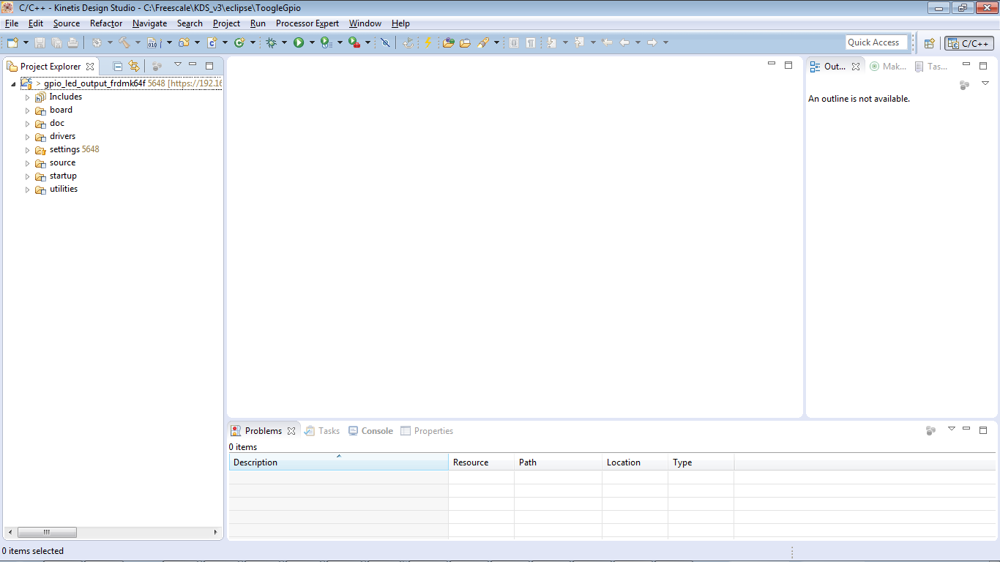 C/C++ - Kinetis Design Studio - C:\Freescale\KDS_v3\eclipse\ToogleGpio
File Edit Source Refactor Navigate Search Project Run Processor Expert Window Help
010
Quick Access
C/C++
Project Explorer
> gpio_led_output_frdmk64f 5648 [https://192.16
Includes
board
doc
drivers
settings 5648
source
startup
utilities
Out... Mak... Tas...
An outline is not available.
Problems Tasks Console Properties
0 items
Description Resource Path Location Type
0 items selected